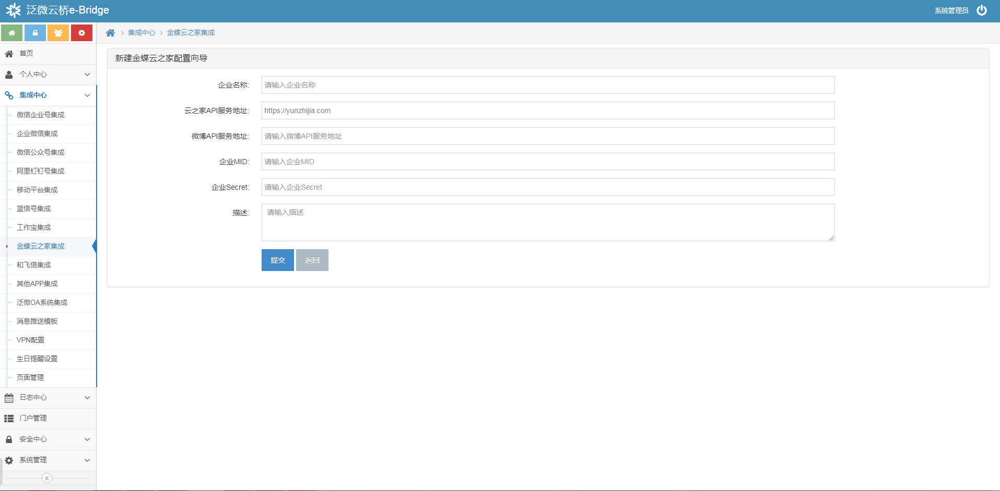 泛微云桥e-Bridge
系统管理员
集成中心
金蝶云之家集成
首页
个人中心
集成中心
微信企业号集成
企业微信集成
微信公众号集成
阿里钉钉号集成
移动平台集成
蓝信号集成
工作宝集成
金蝶云之家集成
和飞信集成
其他APP集成
泛微OA系统集成
消息推送模板
VPN配置
生日提醒设置
页面管理
日志中心
门户管理
安全中心
系统管理
新建金蝶云之家配置向导
企业名称: 请输入企业名称
云之家API服务地址: https://yunzhijia.com
微博API服务地址: 请输入微博API服务地址
企业MID: 请输入企业MID
企业Secret: 请输入企业Secret
描述: 请输入描述
提交 返回